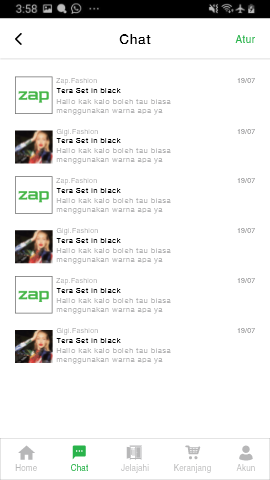 3:58
Chat
Atur
Zap.Fashion
19/07
Tera Set in black
Hallo kak kalo boleh tau biasa
menggunakan warna apa ya
zap
Gigi.Fashion
19/07
Tera Set in black
Hallo kak kalo boleh tau biasa
menggunakan warna apa ya
Zap.Fashion
19/07
Tera Set in black
Hallo kak kalo boleh tau biasa
menggunakan warna apa ya
zap
Gigi.Fashion
19/07
Tera Set in black
Hallo kak kalo boleh tau biasa
menggunakan warna apa ya
Zap.Fashion
19/07
Tera Set in black
Hallo kak kalo boleh tau biasa
menggunakan warna apa ya
zap
Gigi.Fashion
19/07
Tera Set in black
Hallo kak kalo boleh tau biasa
menggunakan warna apa ya
Home
Chat
Jelajahi
Keranjang
Akun